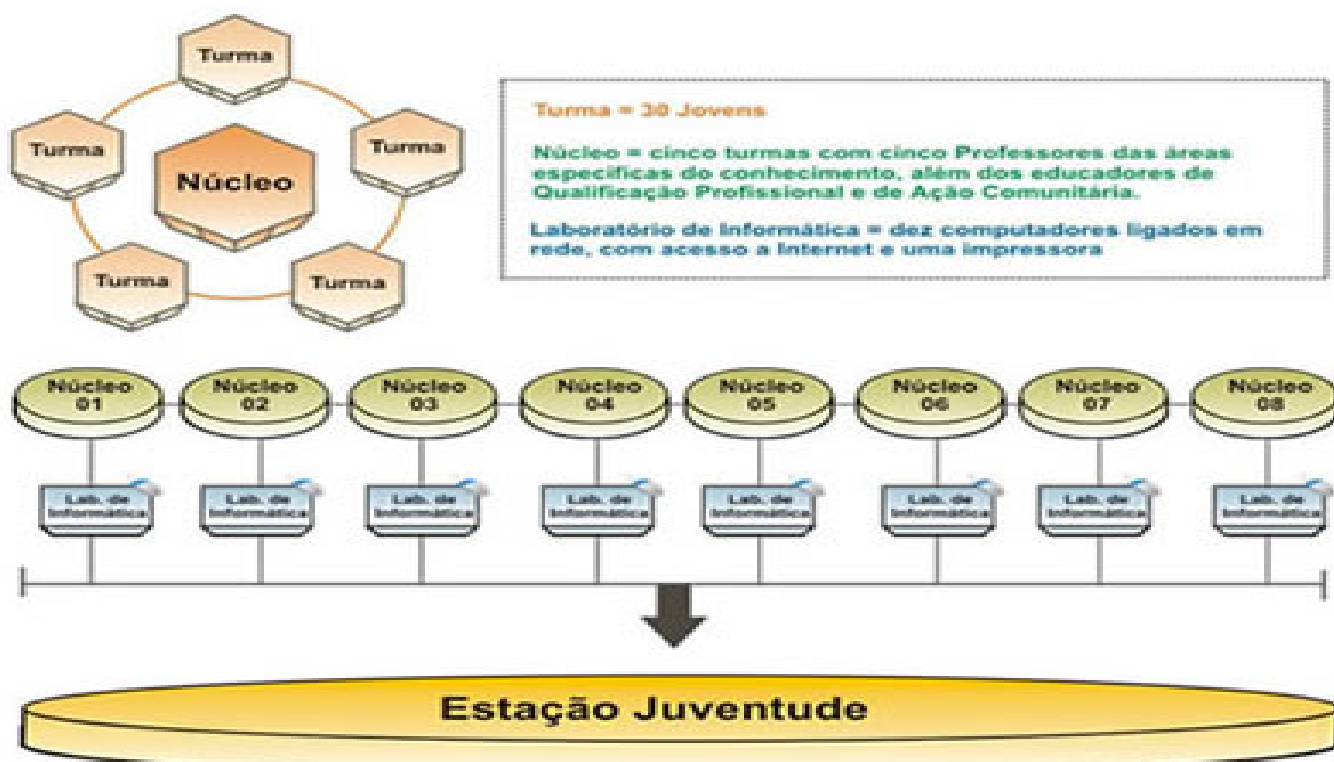 Turma
Turma
Turma
Núcleo
Turma
Turma
Turma = 30 Jovens
Núcleo = cinco turmas com cinco Professores das áreas
específicas do conhecimento, além dos educadores de
Qualificação Profissional e de Ação Comunitária.
Laboratório de Informática = dez computadores ligados em
rede, com acesso a Internet e uma impressora
Núcleo
01
Núcleo
02
Núcleo
03
Núcleo
04
Núcleo
05
Núcleo
06
Núcleo
07
Núcleo
08
Lab. de
Informática
Lab. de
Informática
Lab. de
Informática
Lab. de
Informática
Lab. de
Informática
Lab. de
Informática
Lab. de
Informática
Lab. de
Informática
Estação Juventude